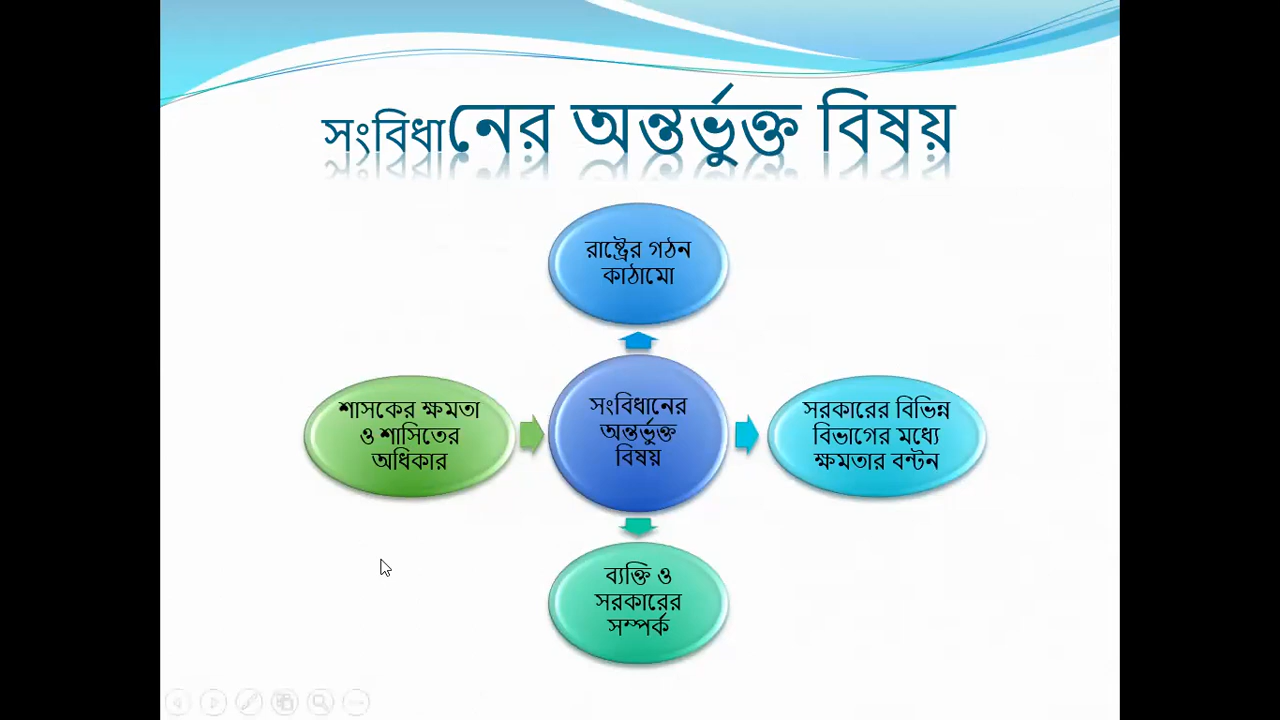 সংবিধানের অন্তর্ভুক্ত বিষয়
রাষ্ট্রের গঠন
কাঠামো
শাসকের ক্ষমতা
ও শাসিতের
অধিকার
সংবিধানের
অন্তর্ভুক্ত
বিষয়
সরকারের বিভিন্ন
বিভাগের মধ্যে
ক্ষমতার বন্টন
ব্যক্তি ও
সরকারের
সম্পর্ক